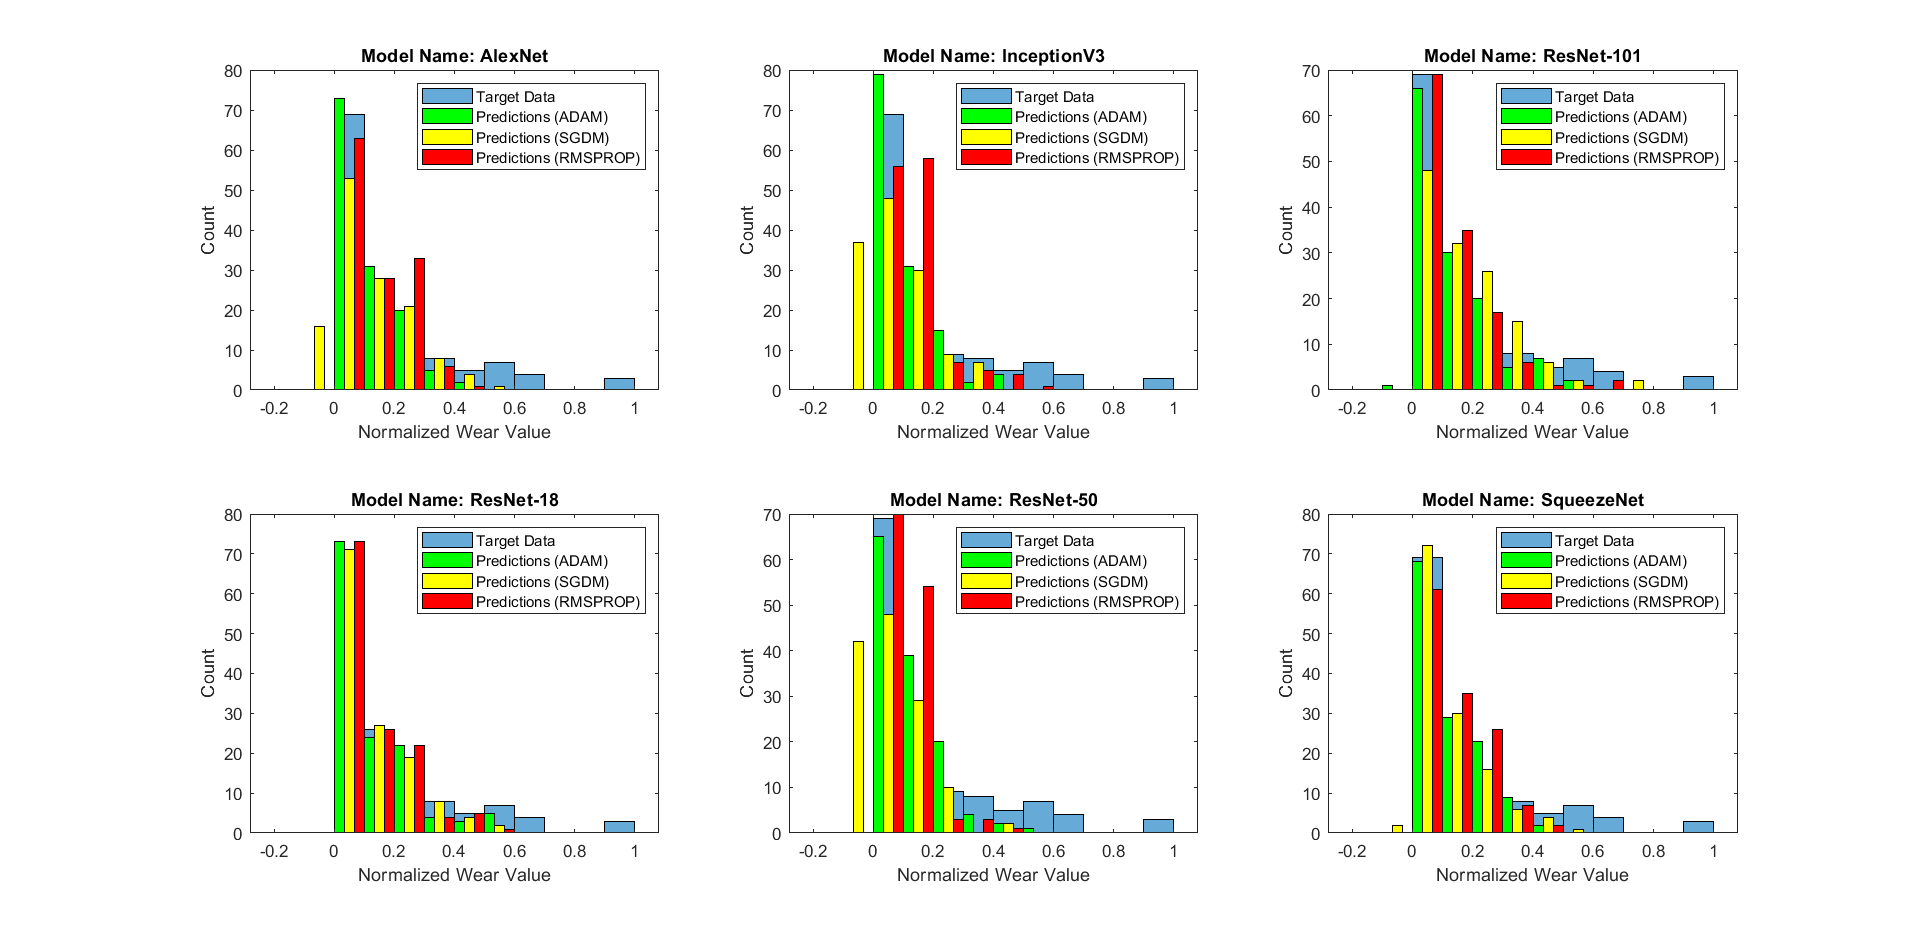 Model Name: AlexNet
80
70
60
50
40
30
20
10
0
Count
-0.2 0 0.2 0.4 0.6 0.8 1
Normalized Wear Value
Target Data
Predictions (ADAM)
Predictions (SGDM)
Predictions (RMSPROP)
Model Name: InceptionV3
80
70
60
50
40
30
20
10
0
Count
-0.2 0 0.2 0.4 0.6 0.8 1
Normalized Wear Value
Target Data
Predictions (ADAM)
Predictions (SGDM)
Predictions (RMSPROP)
Model Name: ResNet-101
70
60
50
40
30
20
10
0
Count
-0.2 0 0.2 0.4 0.6 0.8 1
Normalized Wear Value
Target Data
Predictions (ADAM)
Predictions (SGDM)
Predictions (RMSPROP)
Model Name: ResNet-18
80
70
60
50
40
30
20
10
0
Count
-0.2 0 0.2 0.4 0.6 0.8 1
Normalized Wear Value
Target Data
Predictions (ADAM)
Predictions (SGDM)
Predictions (RMSPROP)
Model Name: ResNet-50
70
60
50
40
30
20
10
0
Count
-0.2 0 0.2 0.4 0.6 0.8 1
Normalized Wear Value
Target Data
Predictions (ADAM)
Predictions (SGDM)
Predictions (RMSPROP)
Model Name: SqueezeNet
80
70
60
50
40
30
20
10
0
Count
-0.2 0 0.2 0.4 0.6 0.8 1
Normalized Wear Value
Target Data
Predictions (ADAM)
Predictions (SGDM)
Predictions (RMSPROP)